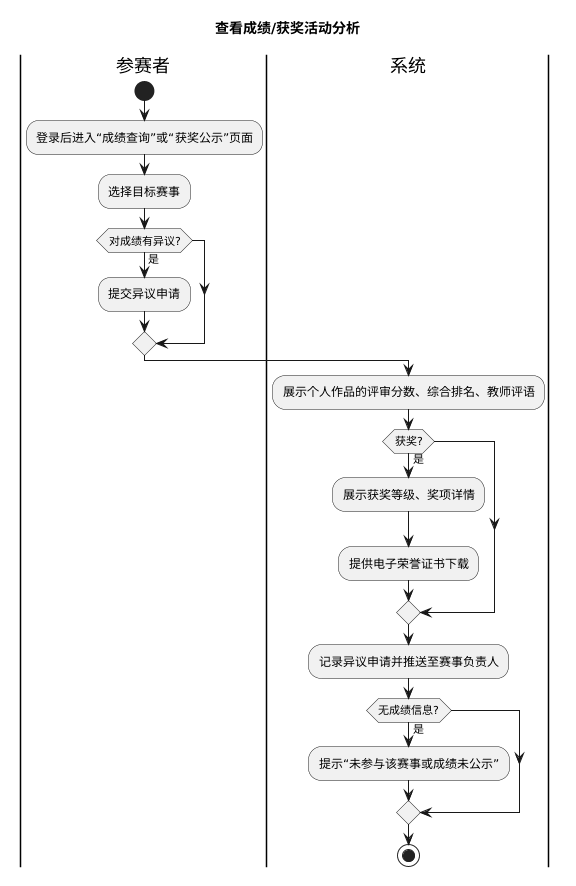 查看成绩/获奖活动分析
参赛者
系统
登录后进入“成绩查询”或“获奖公示”页面
选择目标赛事
对成绩有异议?
是
提交异议申请
展示个人作品的评审分数、综合排名、教师评语
获奖?
是
展示获奖等级、奖项详情
提供电子荣誉证书下载
记录异议申请并推送至赛事负责人
无成绩信息?
是
提示“未参与该赛事或成绩未公示”